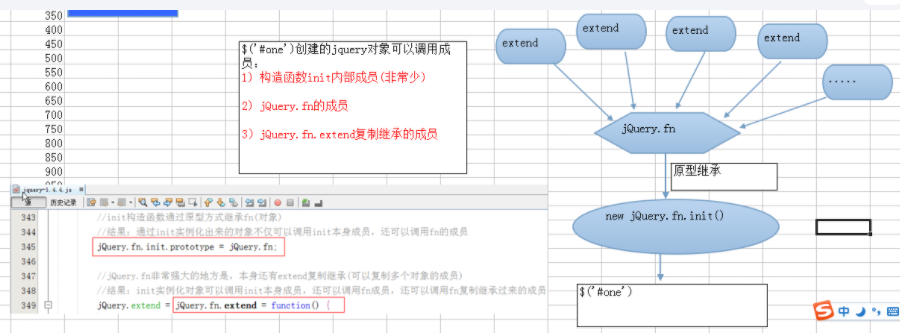 350
400
450
500
550
600
650
700
750
800
850
900
$('#one')创建的jquery对象可以调用成
员:
1) 构造函数init内部成员(非常少)
2) jQuery.fn的成员
3) jQuery.fn.extend复制继承的成员
extend
extend
extend
extend
.....
jQuery.fn
原型继承
new jQuery.fn.init()
$('#one')
jquery-1.4.4.js
历史记录
343 //init构造函数通过原型方式继承fn(对象)
344 //结果：通过init实例化出来的对象不仅可以调用init本身成员，还可以调用fn的成员
345 jQuery.fn.init.prototype = jQuery.fn;
346
347 //jQuery.fn非常强大的地方是，本身还有extend复制继承(可以复制多个对象的成员)
348 //结果：init实例化对象可以调用init本身成员，还可以调用fn成员，还可以调用fn复制继承过来的成员
349 jQuery.extend = jQuery.fn.extend = function() {
S 中